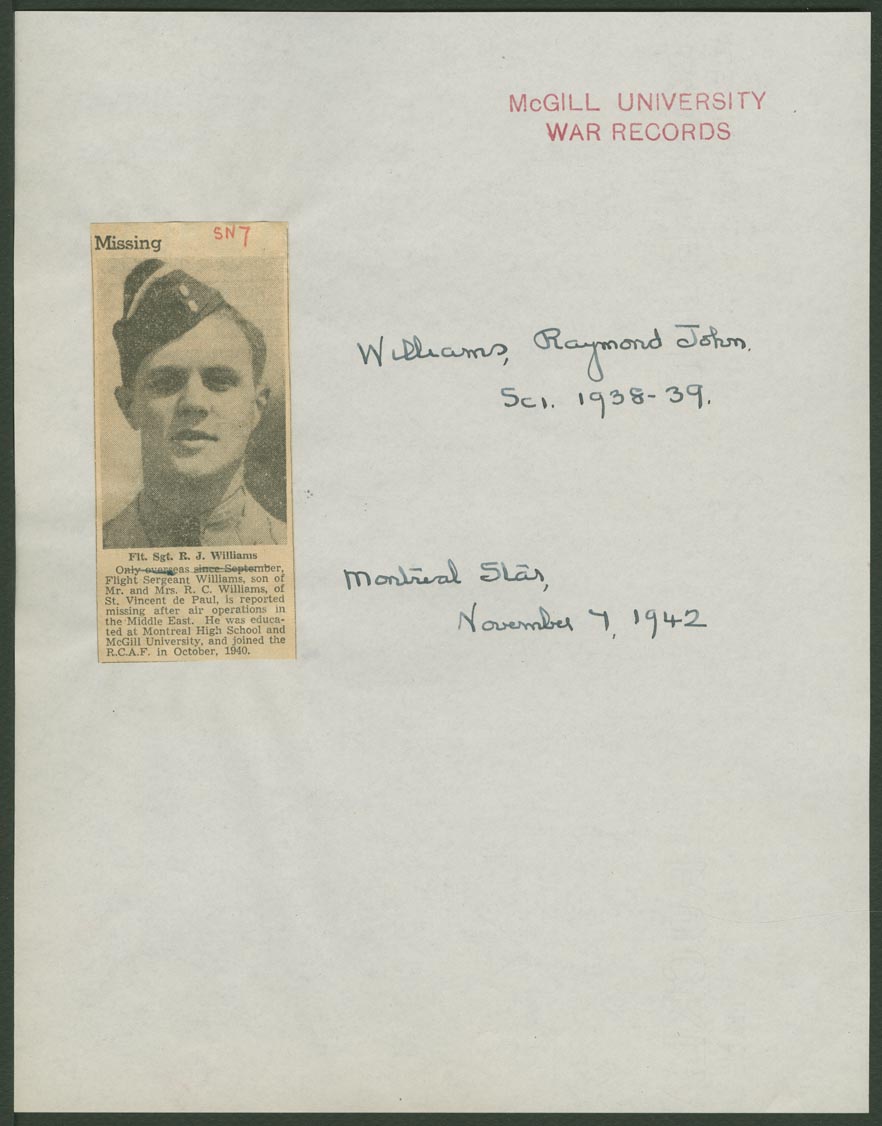 McGILL UNIVERSITY
WAR RECORDS
Missing
SN7
Williams, Raymond John.
Sci. 1938-39.
Flt. Sgt. R. J. Williams
Only overseas since September,
Flight Sergeant Williams, son of
Mr. and Mrs. R. C. Williams, of
St. Vincent de Paul, is reported
missing after air operations in
the Middle East. He was educa-
ted at Montreal High School and
McGill University, and joined the
R.C.A.F. in October, 1940.
Montreal Star,
November 7, 1942